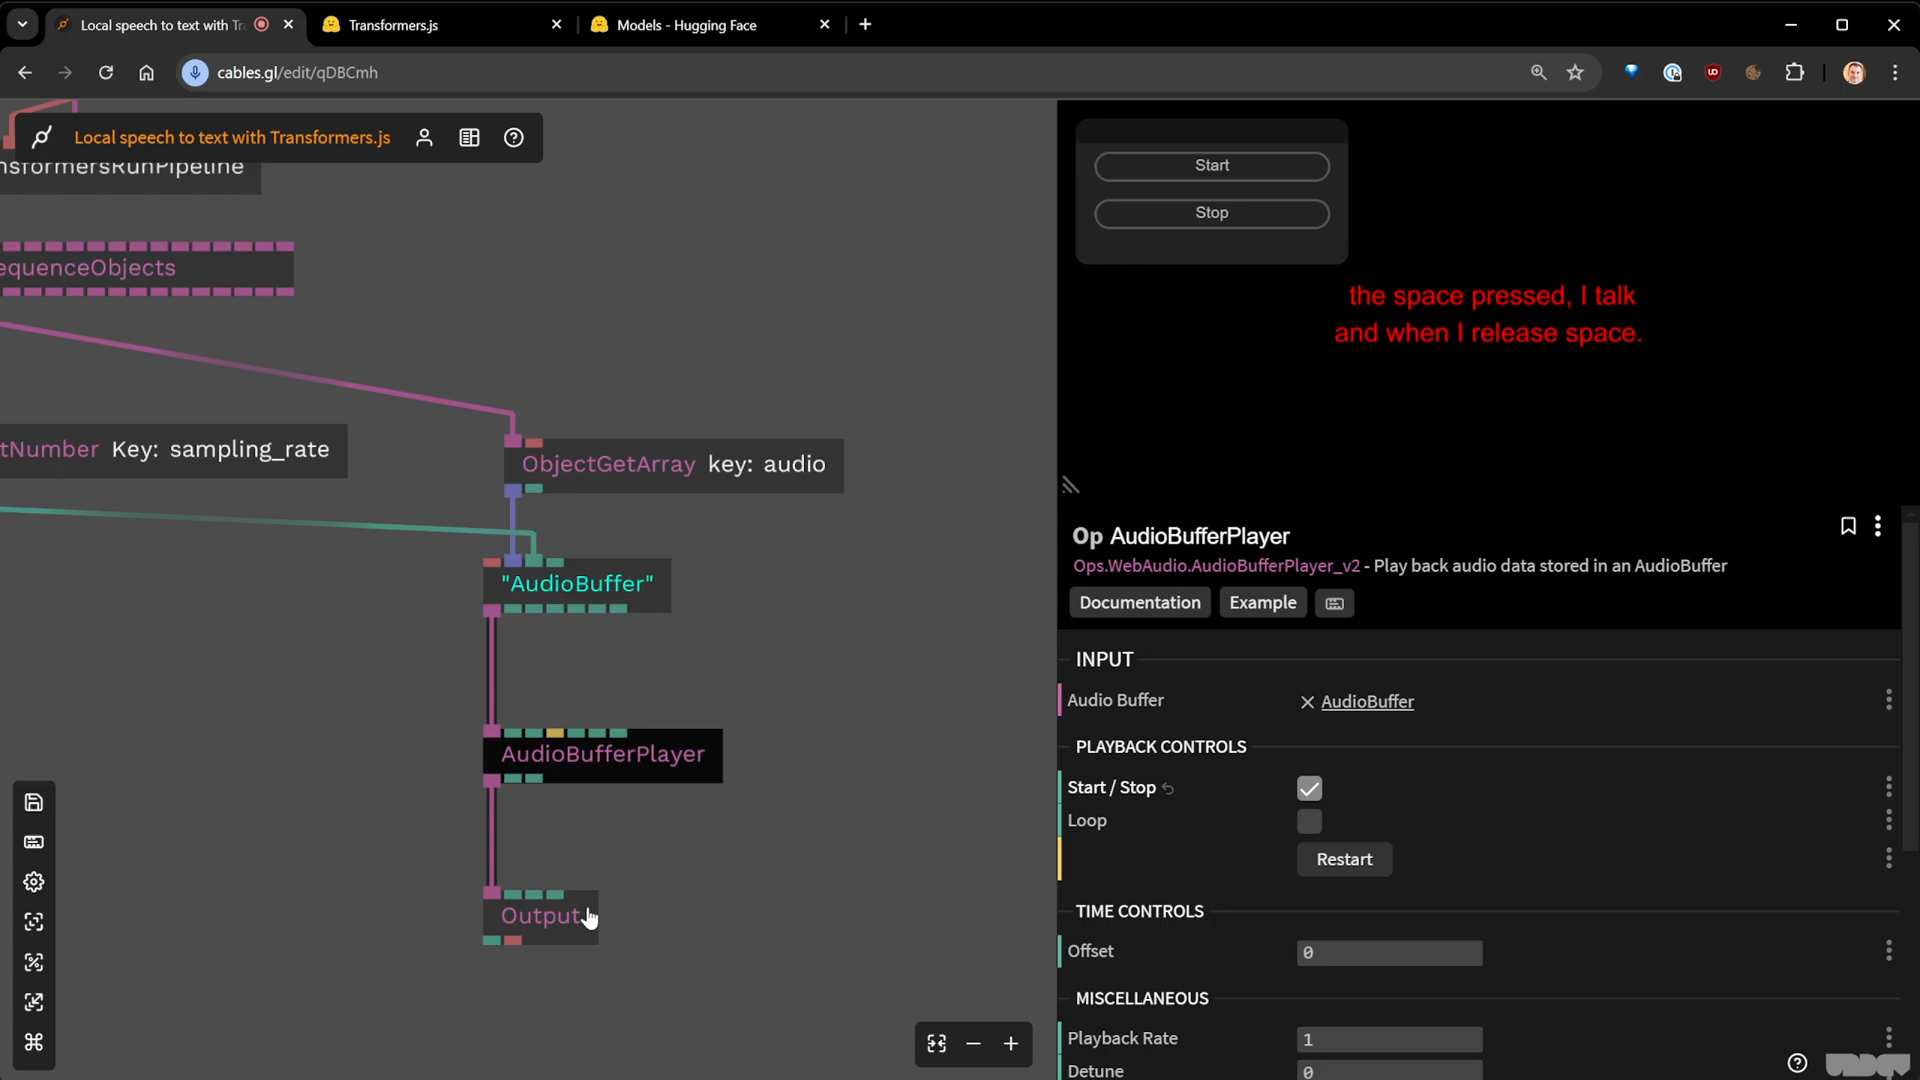 Local speech to text with Tr
Transformers.js
Models - Hugging Face
cables.gl/edit/qDBCmh
Local speech to text with Transformers.js
nsformersRunPipeline
equenceObjects
tNumber Key: sampling_rate
ObjectGetArray key: audio
"AudioBuffer"
AudioBufferPlayer
Output
Start
Stop
the space pressed, I talk
and when I release space.
Op AudioBufferPlayer
Ops.WebAudio.AudioBufferPlayer_v2 - Play back audio data stored in an AudioBuffer
Documentation
Example
INPUT
Audio Buffer
AudioBuffer
PLAYBACK CONTROLS
Start / Stop
Loop
Restart
TIME CONTROLS
Offset
0
MISCELLANEOUS
Playback Rate
1
Detune
0